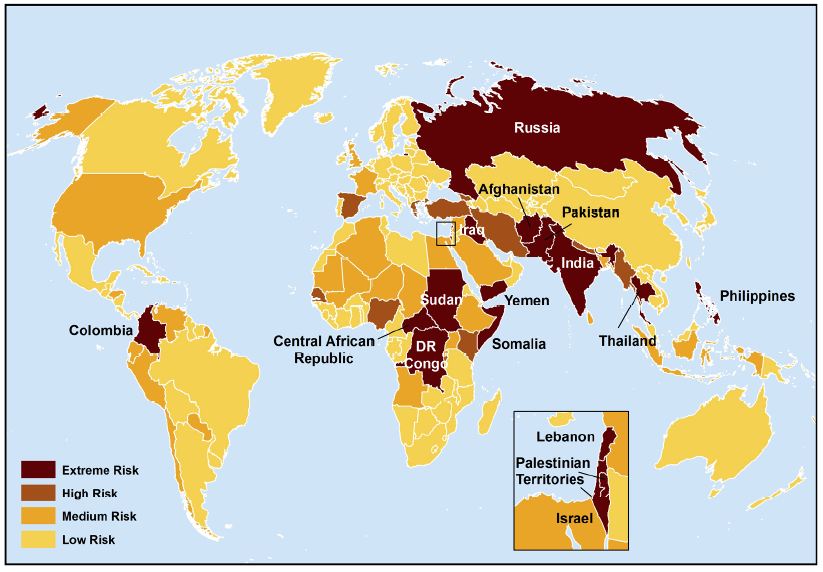 Russia
Afghanistan
Pakistan
Iraq
India
Sudan
Yemen
Philippines
Colombia
Central African
Republic
DR
Congo
Somalia
Thailand
Lebanon
Palestinian
Territories
Israel
Extreme Risk
High Risk
Medium Risk
Low Risk